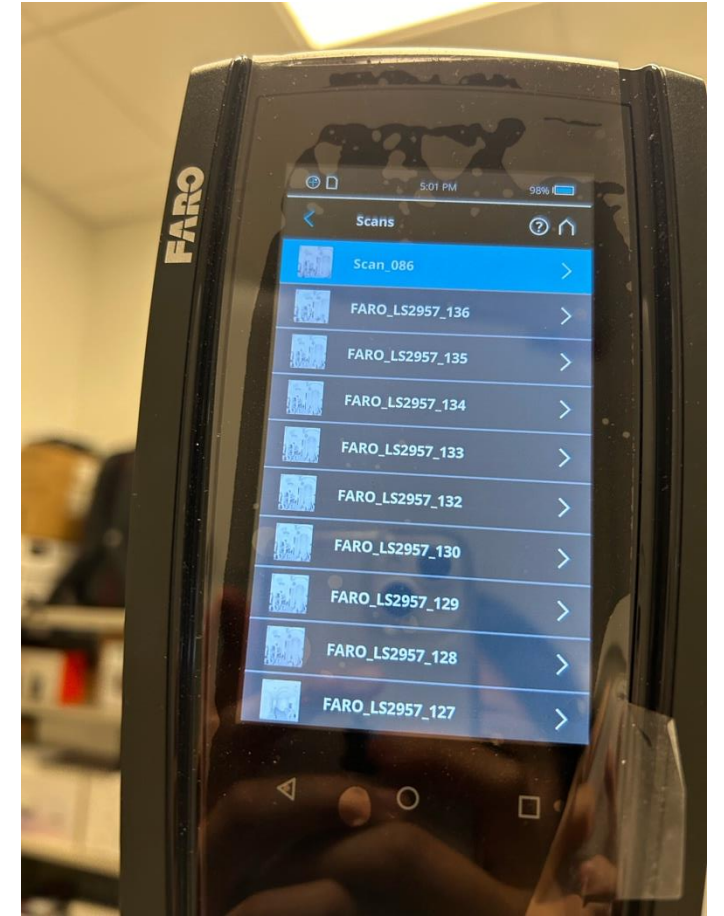 FARO
5:01 PM 98%
Scans
Scan_086
FARO_LS2957_136
FARO_LS2957_135
FARO_LS2957_134
FARO_LS2957_133
FARO_LS2957_132
FARO_LS2957_130
FARO_LS2957_129
FARO_LS2957_128
FARO_LS2957_127